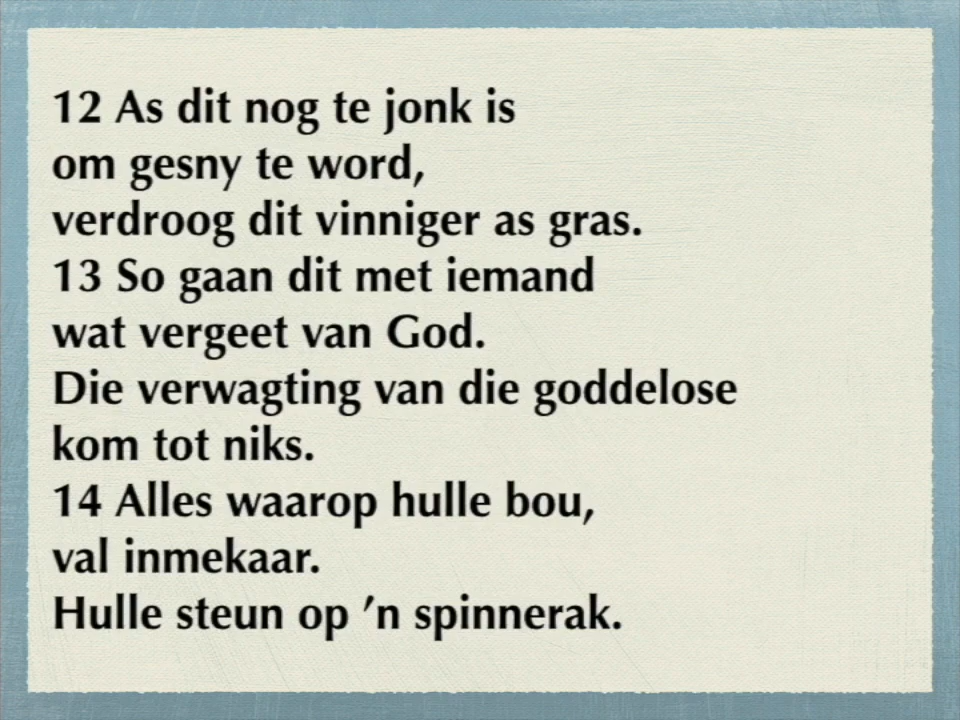 12 As dit nog te jonk is
om gesny te word,
verdroog dit vinniger as gras.
13 So gaan dit met iemand
wat vergeet van God.
Die verwagting van die goddelose
kom tot niks.
14 Alles waarop hulle bou,
val inmekaar.
Hulle steun op ’n spinnerak.